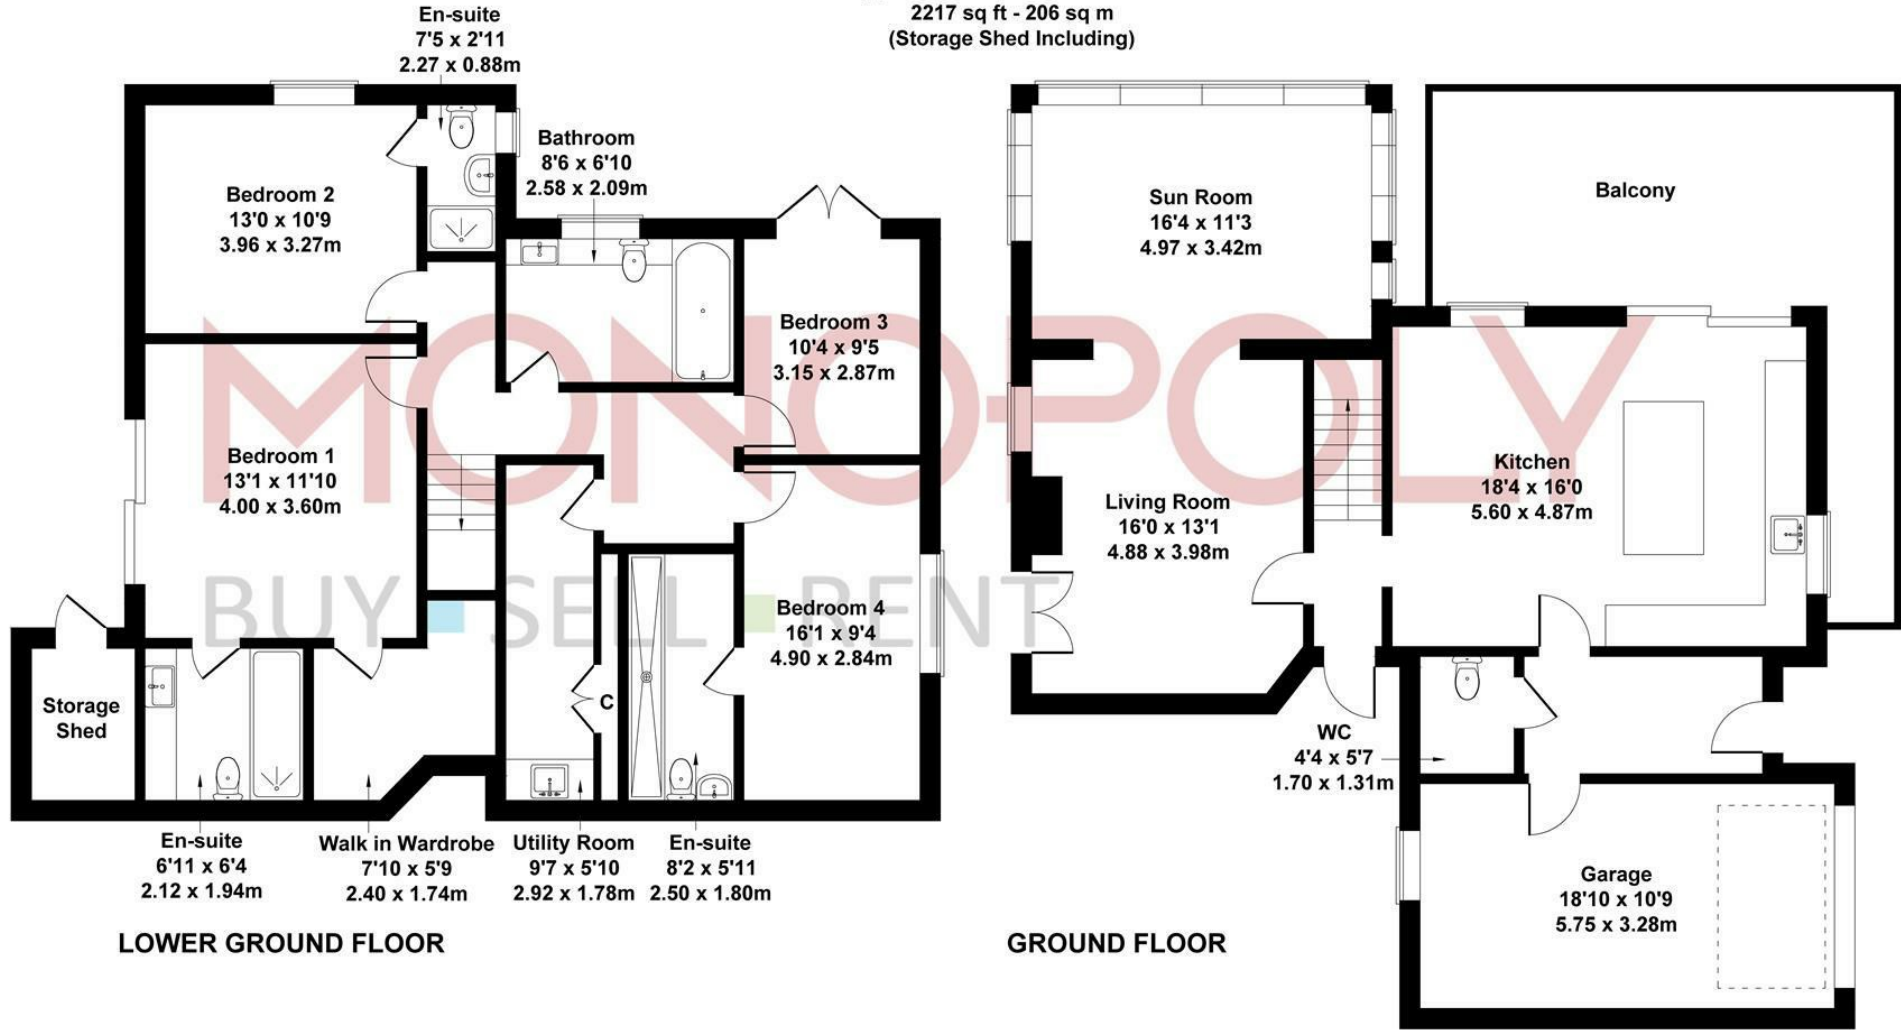 2217 sq ft - 206 sq m
(Storage Shed Including)
En-suite
7'5 x 2'11
2.27 x 0.88m
Bathroom
8'6 x 6'10
2.58 x 2.09m
Bedroom 2
13'0 x 10'9
3.96 x 3.27m
Bedroom 3
10'4 x 9'5
3.15 x 2.87m
Bedroom 1
13'1 x 11'10
4.00 x 3.60m
Bedroom 4
16'1 x 9'4
4.90 x 2.84m
Storage
Shed
C
En-suite
6'11 x 6'4
2.12 x 1.94m
Walk in Wardrobe
7'10 x 5'9
2.40 x 1.74m
Utility Room
9'7 x 5'10
2.92 x 1.78m
En-suite
8'2 x 5'11
2.50 x 1.80m
LOWER GROUND FLOOR
Sun Room
16'4 x 11'3
4.97 x 3.42m
Balcony
Living Room
16'0 x 13'1
4.88 x 3.98m
Kitchen
18'4 x 16'0
5.60 x 4.87m
WC
4'4 x 5'7
1.70 x 1.31m
Garage
18'10 x 10'9
5.75 x 3.28m
GROUND FLOOR
MONOPOLY
BUY SELL RENT